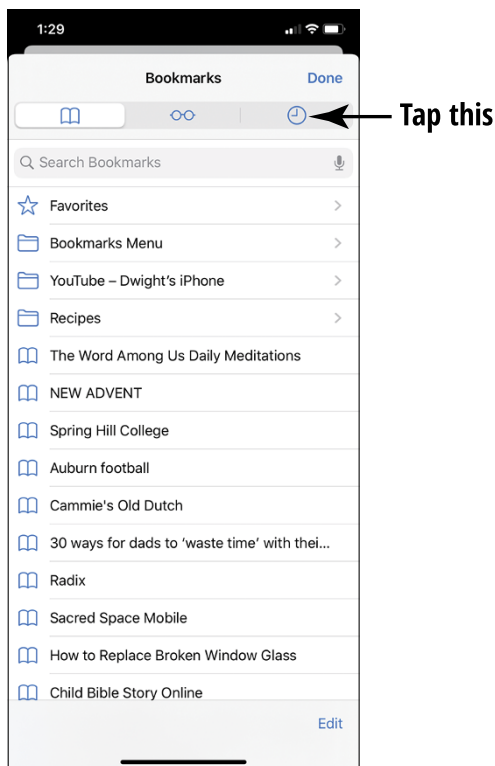 1:29
Bookmarks Done
Tap this
Search Bookmarks
Favorites
Bookmarks Menu
YouTube – Dwight's iPhone
Recipes
The Word Among Us Daily Meditations
NEW ADVENT
Spring Hill College
Auburn football
Cammie's Old Dutch
30 ways for dads to ‘waste time’ with thei...
Radix
Sacred Space Mobile
How to Replace Broken Window Glass
Child Bible Story Online
Edit